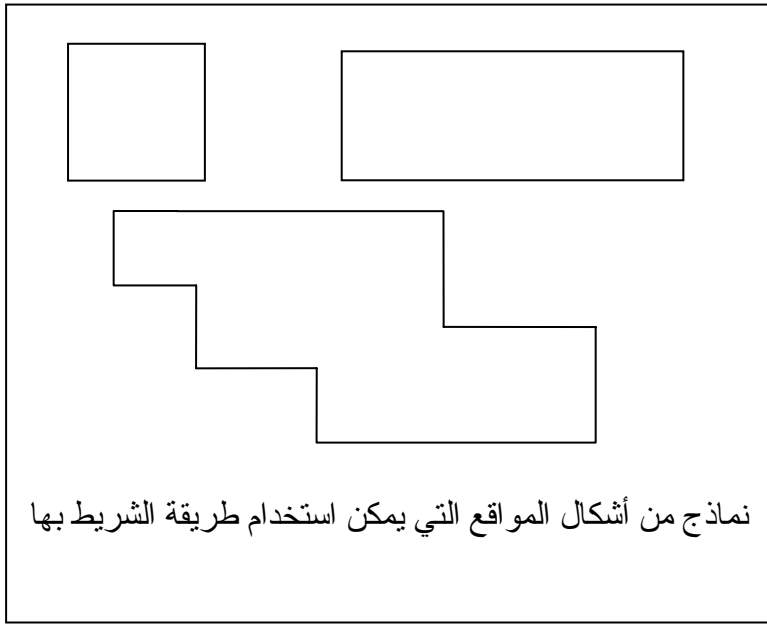 نماذج من أشكال المواقع التي يمكن استخدام طريقة الشريط بها